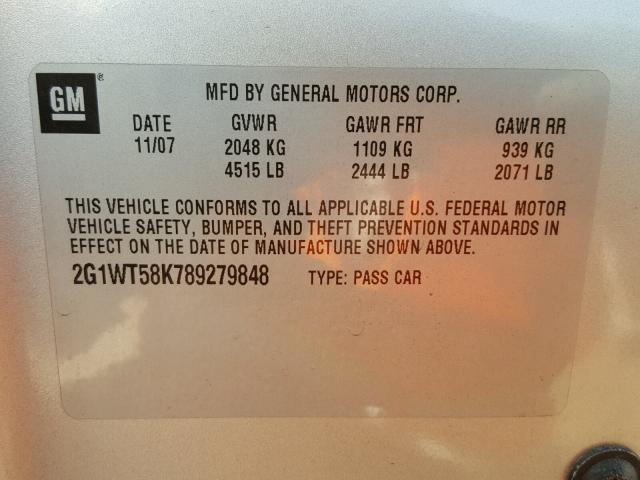 GM ®
MFD BY GENERAL MOTORS CORP.
DATE GVWR GAWR FRT GAWR RR
11/07 2048 KG 1109 KG 939 KG
4515 LB 2444 LB 2071 LB
THIS VEHICLE CONFORMS TO ALL APPLICABLE U.S. FEDERAL MOTOR
VEHICLE SAFETY, BUMPER, AND THEFT PREVENTION STANDARDS IN
EFFECT ON THE DATE OF MANUFACTURE SHOWN ABOVE.
2G1WT58K789279848 TYPE: PASS CAR